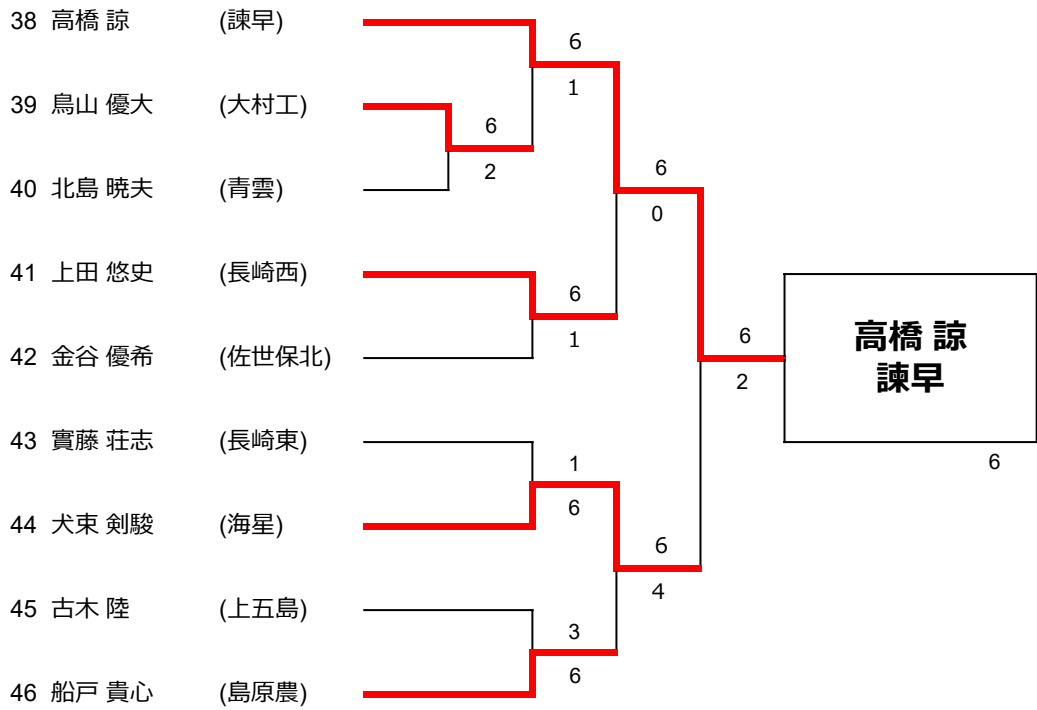 38 高橋 諒 (諫早)
6
1
39 鳥山 優大 (大村工)
6
2
40 北島 暁夫 (青雲)
6
0
41 上田 悠史 (長崎西)
6
1
42 金谷 優希 (佐世保北)
6
2
高橋 諒
諫早
6
43 實藤 荘志 (長崎東)
1
6
44 犬束 剣駿 (海星)
6
4
45 古木 陸 (上五島)
3
6
46 船戸 貴心 (島原農)